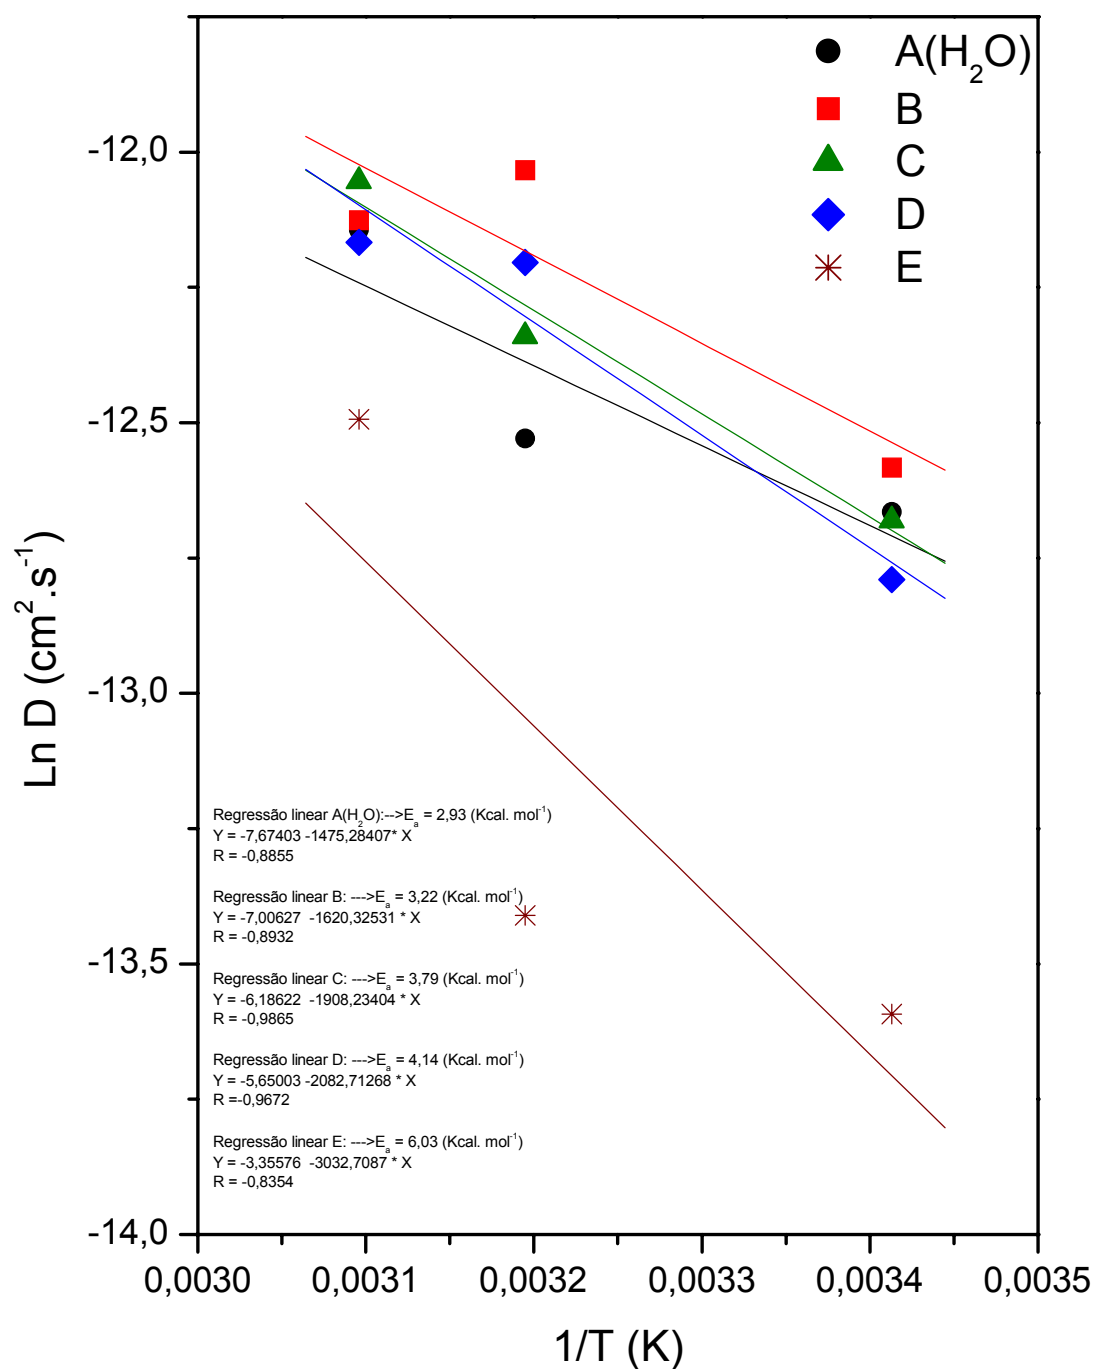 A(H₂O)
B
C
D
E
-12,0
-12,5
-13,0
-13,5
-14,0
Ln D (cm².s⁻¹)
Regressão linear A(H₂O):-->Eₐ = 2,93 (Kcal. mol⁻¹)
Y = -7,67403 -1475,28407* X
R = -0,8855
Regressão linear B: --->Eₐ = 3,22 (Kcal. mol⁻¹)
Y = -7,00627 -1620,32531 * X
R = -0,8932
Regressão linear C: --->Eₐ = 3,79 (Kcal. mol⁻¹)
Y = -6,18622 -1908,23404 * X
R = -0,9865
Regressão linear D: --->Eₐ = 4,14 (Kcal. mol⁻¹)
Y = -5,65003 -2082,71268 * X
R =-0,9672
Regressão linear E: --->Eₐ = 6,03 (Kcal. mol⁻¹)
Y = -3,35576 -3032,7087 * X
R = -0,8354
0,0030 0,0031 0,0032 0,0033 0,0034 0,0035
1/T (K)